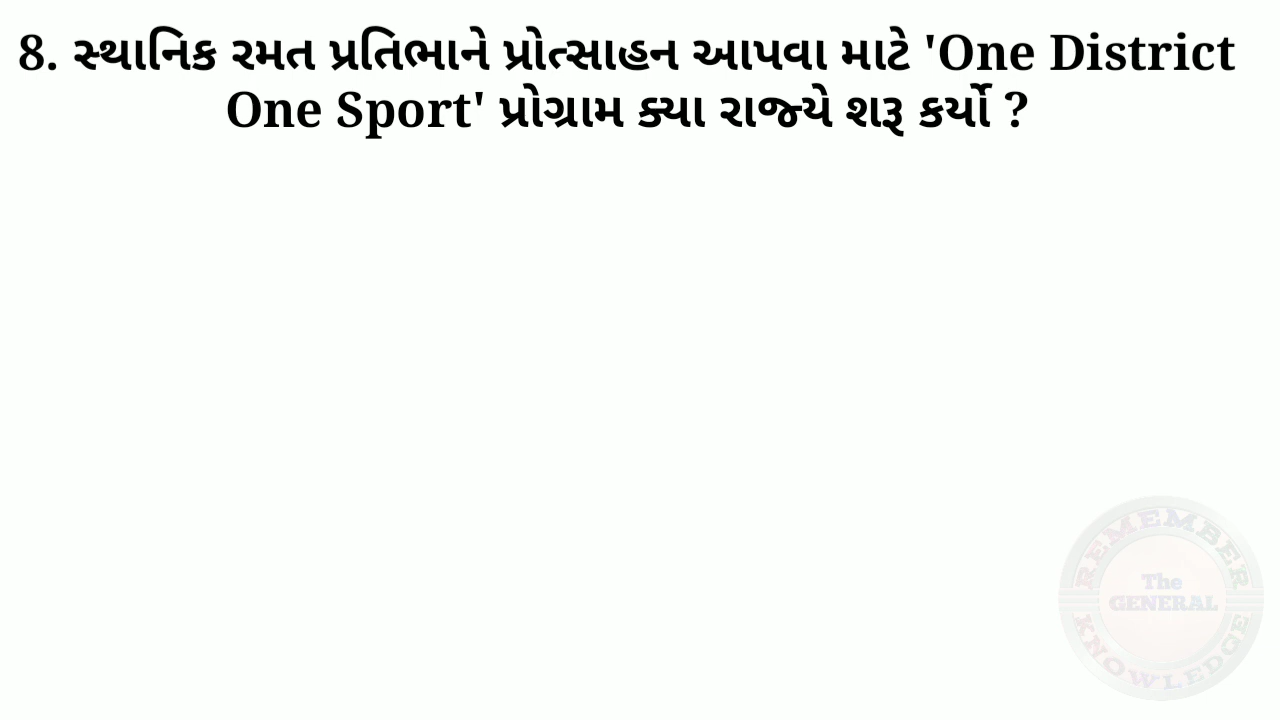 8. સ્થાનિક રમત પ્રતિભાને પ્રોત્સાહન આપવા માટે 'One District
One Sport' પ્રોગ્રામ ક્યા રાજ્યે શરૂ કર્યો ?
REMEMBER
The
GENERAL
KNOWLEDGE